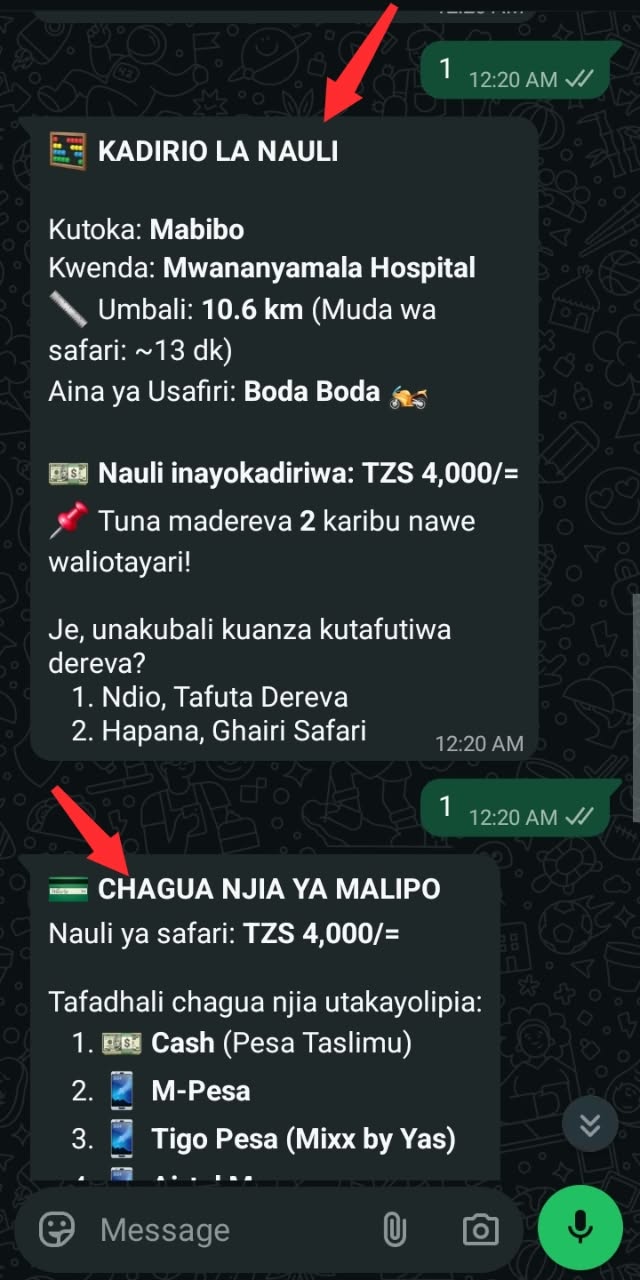 1 12:20 AM
KADIRIO LA NAULI
Kutoka: Mabibo
Kwenda: Mwananyamala Hospital
Umbali: 10.6 km (Muda wa
safari: ~13 dk)
Aina ya Usafiri: Boda Boda
Nauli inayokadiriwa: TZS 4,000/=
Tuna madereva 2 karibu nawe
waliotayari!
Je, unakubali kuanza kutafutiwa
dereva?
1. Ndio, Tafuta Dereva
2. Hapana, Ghairi Safari
12:20 AM
1 12:20 AM
CHAGUA NJIA YA MALIPO
Nauli ya safari: TZS 4,000/=
Tafadhali chagua njia utakayolipia:
1. Cash (Pesa Taslimu)
2. M-Pesa
3. Tigo Pesa (Mixx by Yas)
Message